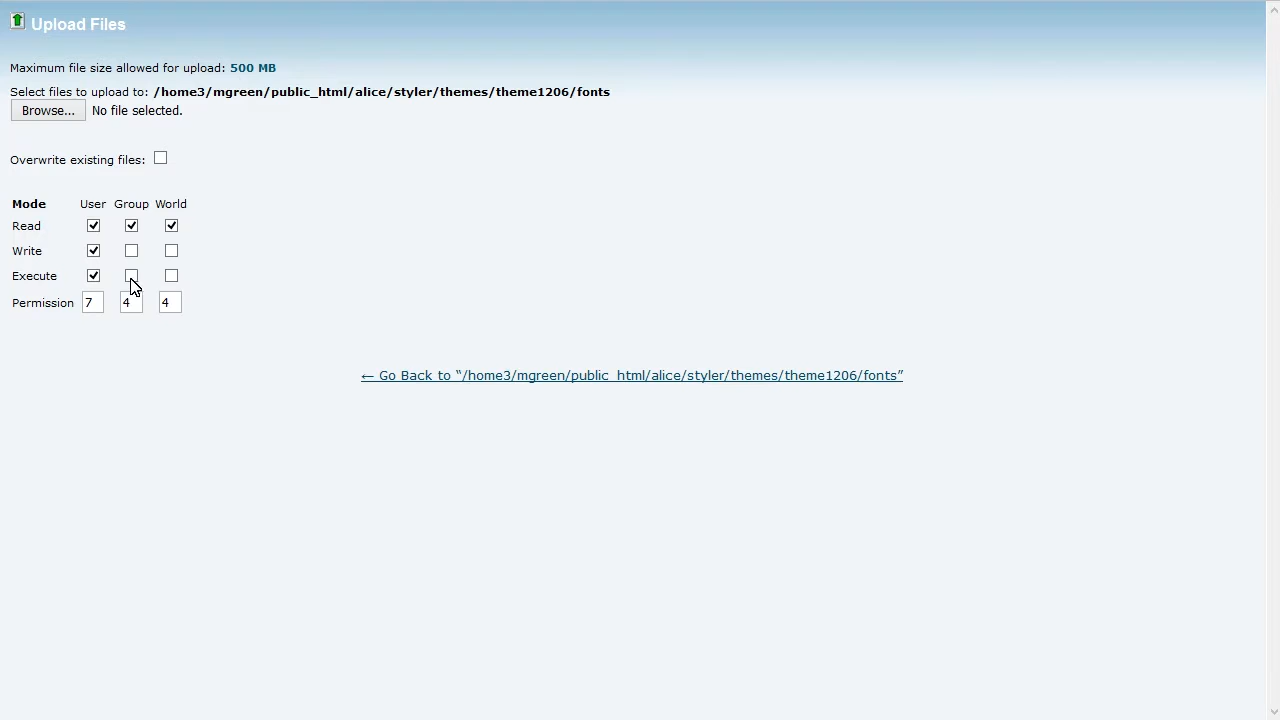 Upload Files
Maximum file size allowed for upload: 500 MB
Select files to upload to: /home3/mgreen/public_html/alice/styler/themes/theme1206/fonts
Browse... No file selected.
Overwrite existing files:
Mode User Group World
Read
Write
Execute
Permission 7 4 4
← Go Back to “/home3/mgreen/public_html/alice/styler/themes/theme1206/fonts”